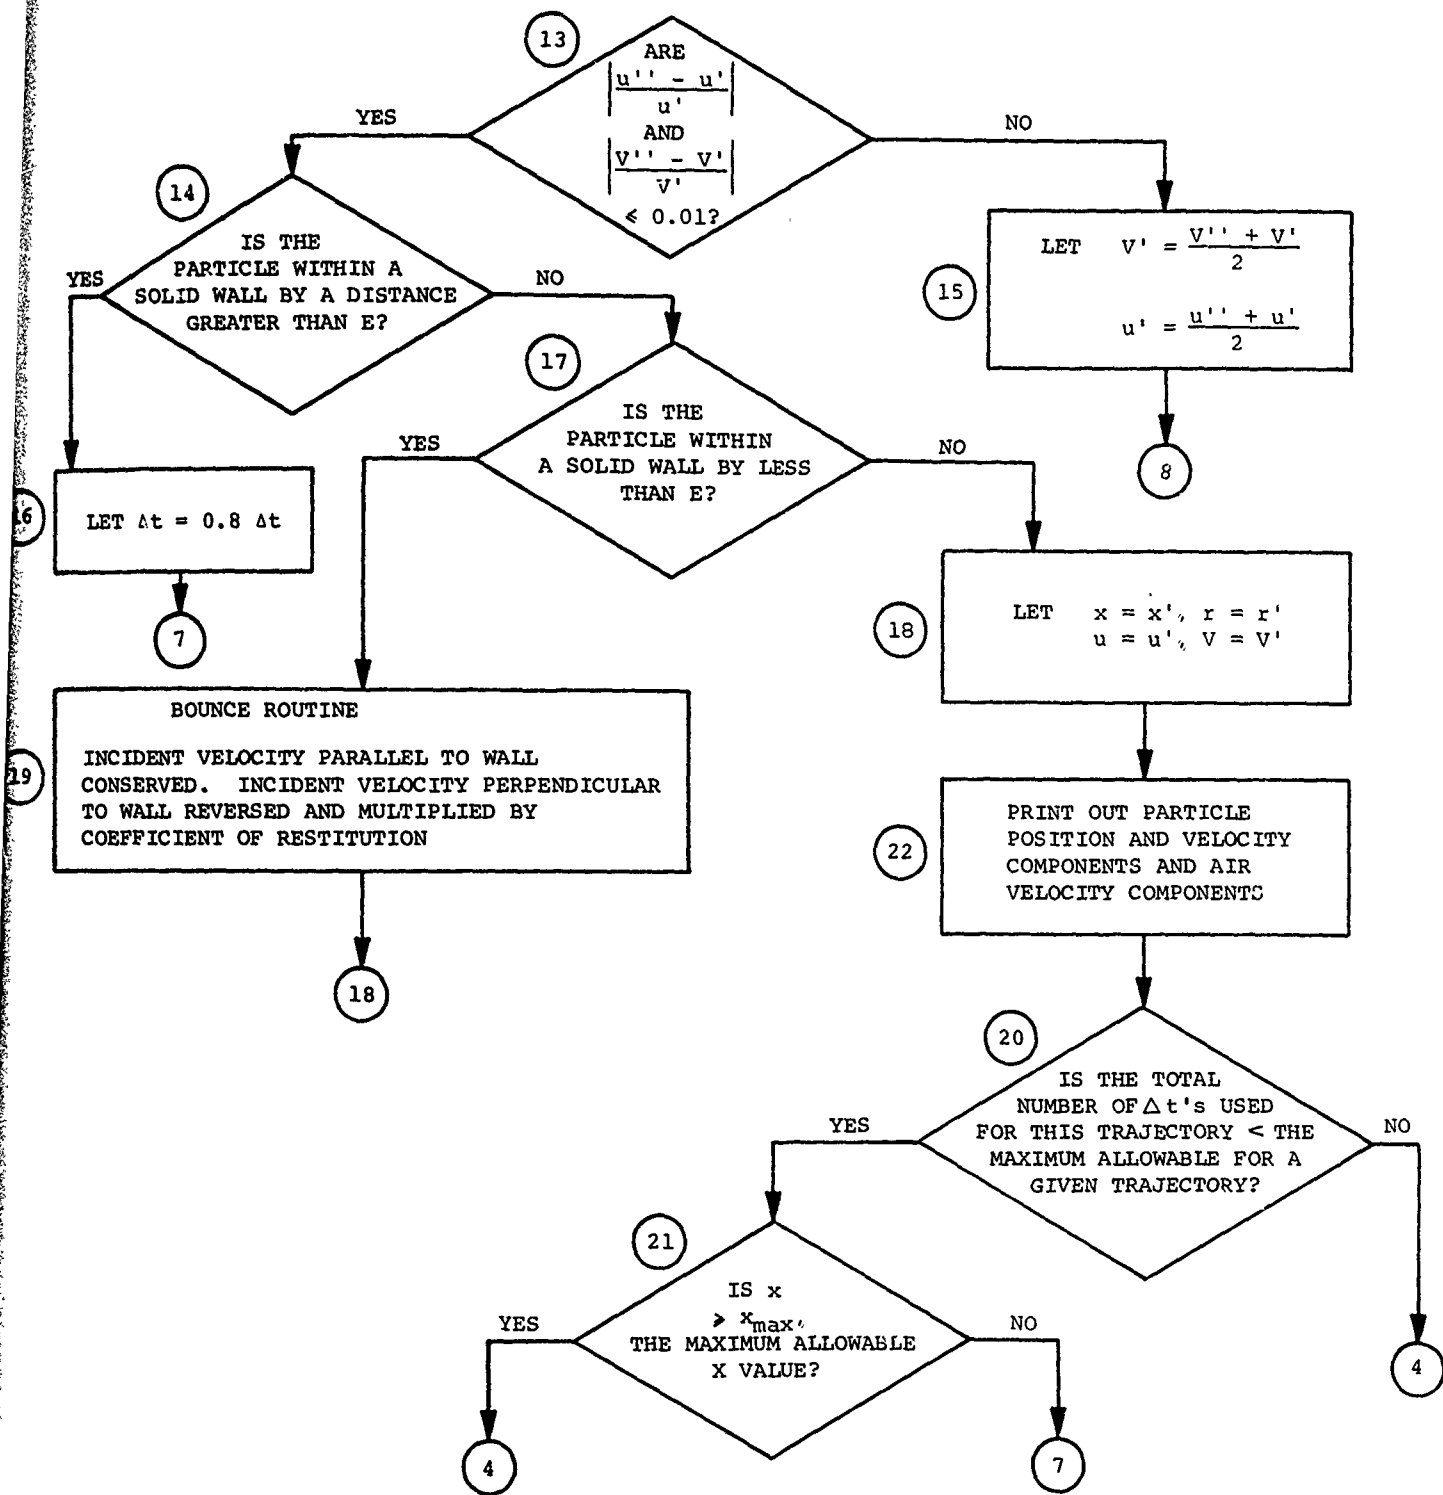 13
ARE
|u'' - u'|
u'
AND
|V'' - V'|
V'
≤ 0.01?
YES
NO
14
IS THE
PARTICLE WITHIN A
SOLID WALL BY A DISTANCE
GREATER THAN E?
YES
NO
15
LET V' = V'' + V'
2
u' = u'' + u'
2
8
16
LET Δt = 0.8 Δt
7
17
IS THE
PARTICLE WITHIN
A SOLID WALL BY LESS
THAN E?
YES
NO
18
LET x = x', r = r'
u = u', V = V'
19
BOUNCE ROUTINE
INCIDENT VELOCITY PARALLEL TO WALL
CONSERVED. INCIDENT VELOCITY PERPENDICULAR
TO WALL REVERSED AND MULTIPLIED BY
COEFFICIENT OF RESTITUTION
18
22
PRINT OUT PARTICLE
POSITION AND VELOCITY
COMPONENTS AND AIR
VELOCITY COMPONENTS
20
IS THE TOTAL
NUMBER OF Δt's USED
FOR THIS TRAJECTORY < THE
MAXIMUM ALLOWABLE FOR A
GIVEN TRAJECTORY?
YES
NO
4
21
IS x
≥ xmax,
THE MAXIMUM ALLOWABLE
X VALUE?
YES
NO
4
7